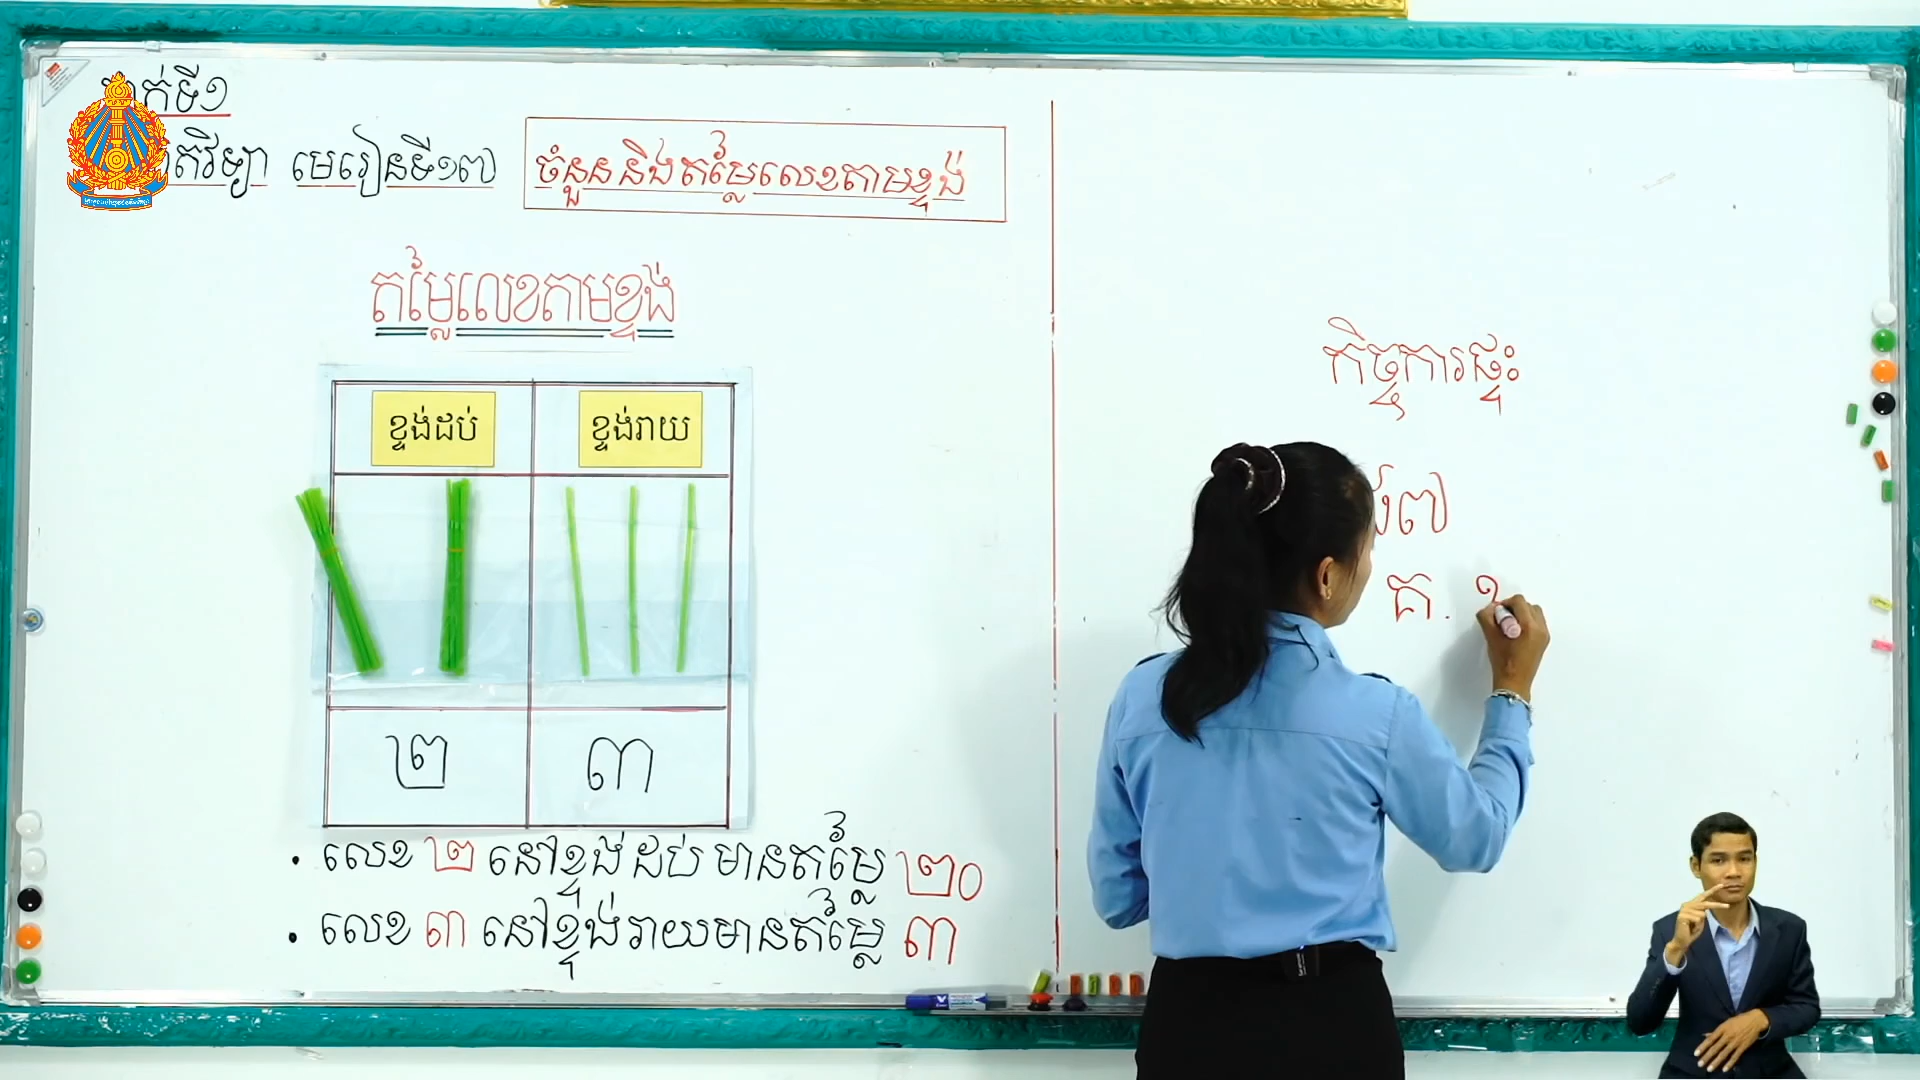 ទី១
វិទ្យា មេរៀនទី១៧ ចំនួន និងតម្លៃលេខតាមខ្ទង់
តម្លៃលេខតាមខ្ទង់
ខ្ទង់ដប់ ខ្ទង់រាយ
២ ៣
• លេខ ២ នៅខ្ទង់ដប់ មានតម្លៃ ២០
• លេខ ៣ នៅខ្ទង់រាយមានតម្លៃ ៣
កិច្ចការផ្ទះ
៧
គ.